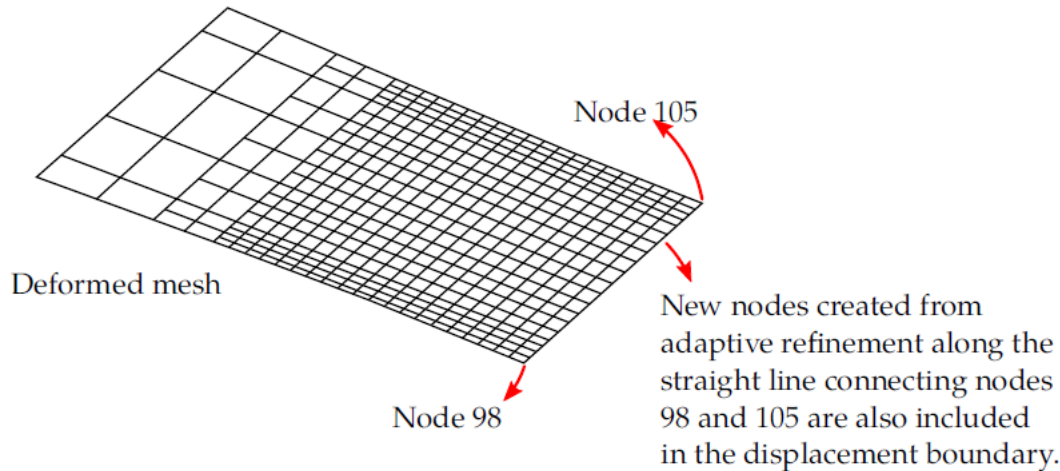 Node 105
Deformed mesh
New nodes created from
adaptive refinement along the
straight line connecting nodes
98 and 105 are also included
in the displacement boundary.
Node 98